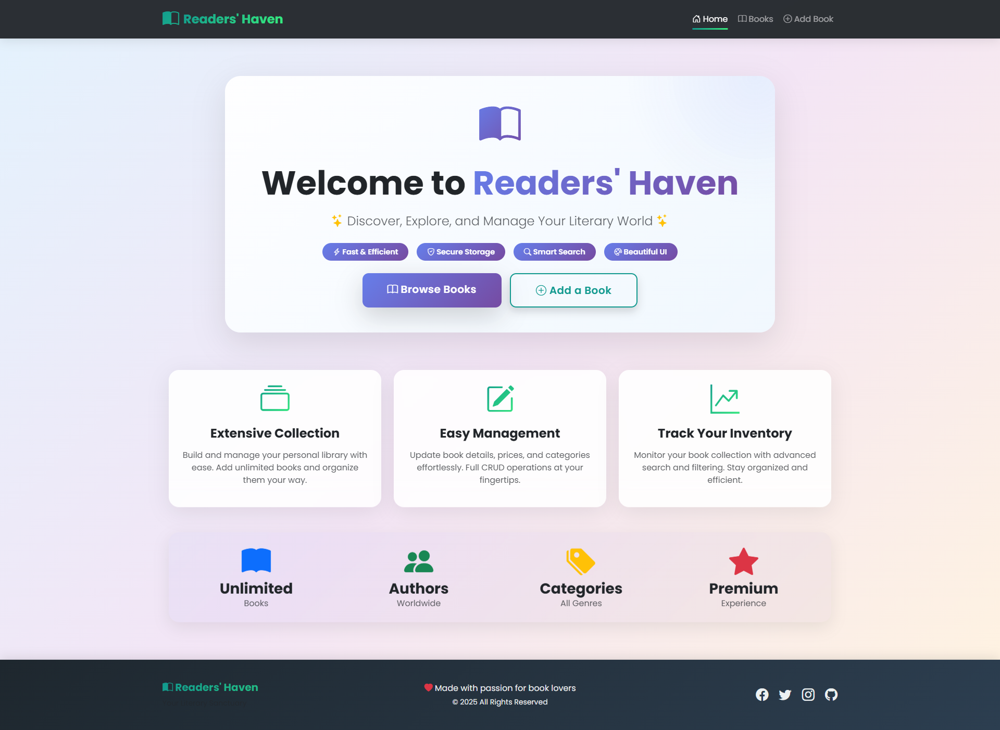 Readers' Haven
Home Books Add Book
Welcome to Readers' Haven
Discover, Explore, and Manage Your Literary World
Fast & Efficient
Secure Storage
Smart Search
Beautiful UI
Browse Books
Add a Book
Extensive Collection
Build and manage your personal library with
ease. Add unlimited books and organize
them your way.
Easy Management
Update book details, prices, and categories
effortlessly. Full CRUD operations at your
fingertips.
Track Your Inventory
Monitor your book collection with advanced
search and filtering. Stay organized and
efficient.
Unlimited
Books
Authors
Worldwide
Categories
All Genres
Premium
Experience
Readers' Haven
Made with passion for book lovers
© 2025 All Rights Reserved